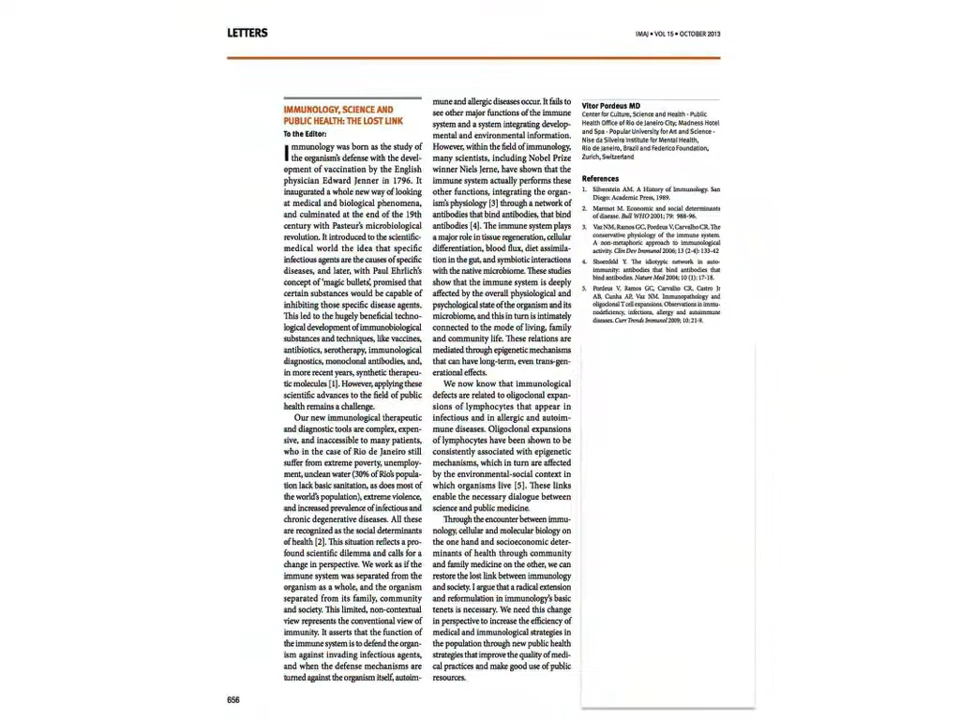 LETTERS
IMAJ • VOL 15 • OCTOBER 2013
IMMUNOLOGY, SCIENCE AND
PUBLIC HEALTH: THE LOST LINK
To the Editor:
Immunology was born as the study of
the organism's defense with the devel-
opment of vaccination by the English
physician Edward Jenner in 1796. It
inaugurated a whole new way of looking
at medical and biological phenomena,
and culminated at the end of the 19th
century with Pasteur's microbiological
revolution. It introduced to the scientific-
medical world the idea that specific
infectious agents are the causes of specific
diseases, and later, with Paul Ehrlich's
concept of 'magic bullets', promised that
certain substances would be capable of
inhibiting those specific disease agents.
This led to the hugely beneficial techno-
logical development of immunobiological
substances and techniques, like vaccines,
antibiotics, serotherapy, immunological
diagnostics, monoclonal antibodies, and,
in more recent years, synthetic therapeu-
tic molecules [1]. However, applying these
scientific advances to the field of public
health remains a challenge.
Our new immunological therapeutic
and diagnostic tools are complex, expen-
sive, and inaccessible to many patients,
who in the case of Rio de Janeiro still
suffer from extreme poverty, unemploy-
ment, unclean water (30% of Rio's popula-
tion lack basic sanitation, as does most of
the world's population), extreme violence,
and increased prevalence of infectious and
chronic degenerative diseases. All these
are recognized as the social determinants
of health [2]. This situation reflects a pro-
found scientific dilemma and calls for a
change in perspective. We work as if the
immune system was separated from the
organism as a whole, and the organism
separated from its family, community
and society. This limited, non-contextual
view represents the conventional view of
immunity. It asserts that the function of
the immune system is to defend the organ-
ism against invading infectious agents,
and when the defense mechanisms are
turned against the organism itself, autoim-
mune and allergic diseases occur. It fails to
see other major functions of the immune
system and a system integrating develop-
mental and environmental information.
However, within the field of immunology,
many scientists, including Nobel Prize
winner Niels Jerne, have shown that the
immune system actually performs these
other functions, integrating the organ-
ism's physiology [3] through a network of
antibodies that bind antibodies, that bind
antibodies [4]. The immune system plays
a major role in tissue regeneration, cellular
differentiation, blood flux, diet assimila-
tion in the gut, and symbiotic interactions
with the native microbiome. These studies
show that the immune system is deeply
affected by the overall physiological and
psychological state of the organism and its
microbiome, and this in turn is intimately
connected to the mode of living, family
and community life. These relations are
mediated through epigenetic mechanisms
that can have long-term, even trans-gen-
erational effects.
We now know that immunological
defects are related to oligoclonal expan-
sions of lymphocytes that appear in
infectious and in allergic and autoim-
mune diseases. Oligoclonal expansions
of lymphocytes have been shown to be
consistently associated with epigenetic
mechanisms, which in turn are affected
by the environmental-social context in
which organisms live [5]. These links
enable the necessary dialogue between
science and public medicine.
Through the encounter between immu-
nology, cellular and molecular biology on
the one hand and socioeconomic deter-
minants of health through community
and family medicine on the other, we can
restore the lost link between immunology
and society. I argue that a radical extension
and reformulation in immunology's basic
tenets is necessary. We need this change
in perspective to increase the efficiency of
medical and immunological strategies in
the population through new public health
strategies that improve the quality of medi-
cal practices and make good use of public
resources.
Vitor Pordeus MD
Center for Culture, Science and Health - Public
Health Office of Rio de Janeiro City; Madness Hotel
and Spa - Popular University for Art and Science -
Nise da Silveira Institute for Mental Health,
Rio de Janeiro, Brazil and Federico Foundation,
Zurich, Switzerland
References
1. Silverstein AM. A History of Immunology. San
Diego: Academic Press, 1989.
2. Marmot M. Economic and social determinants
of disease. Bull WHO 2001; 79: 988-96.
3. Vaz NM, Ramos GC, Pordeus V, Carvalho CR. The
conservative physiology of the immune system.
A non-metaphoric approach to immunological
activity. Clin Dev Immunol 2006; 13 (2-4): 133-42
4. Shoenfeld Y. The idiotypic network in auto-
immunity: antibodies that bind antibodies that
bind antibodies. Nature Med 2004; 10 (1): 17-18.
5. Pordeus V, Ramos GC, Carvalho CR, Castro Jr
AB, Cunha AP, Vaz NM. Immunopathology and
oligoclonal T cell expansions. Observations in immu-
nodeficiency, infections, allergy and autoimmune
diseases. Curr Trends Immunol 2009; 10: 21-9.
656